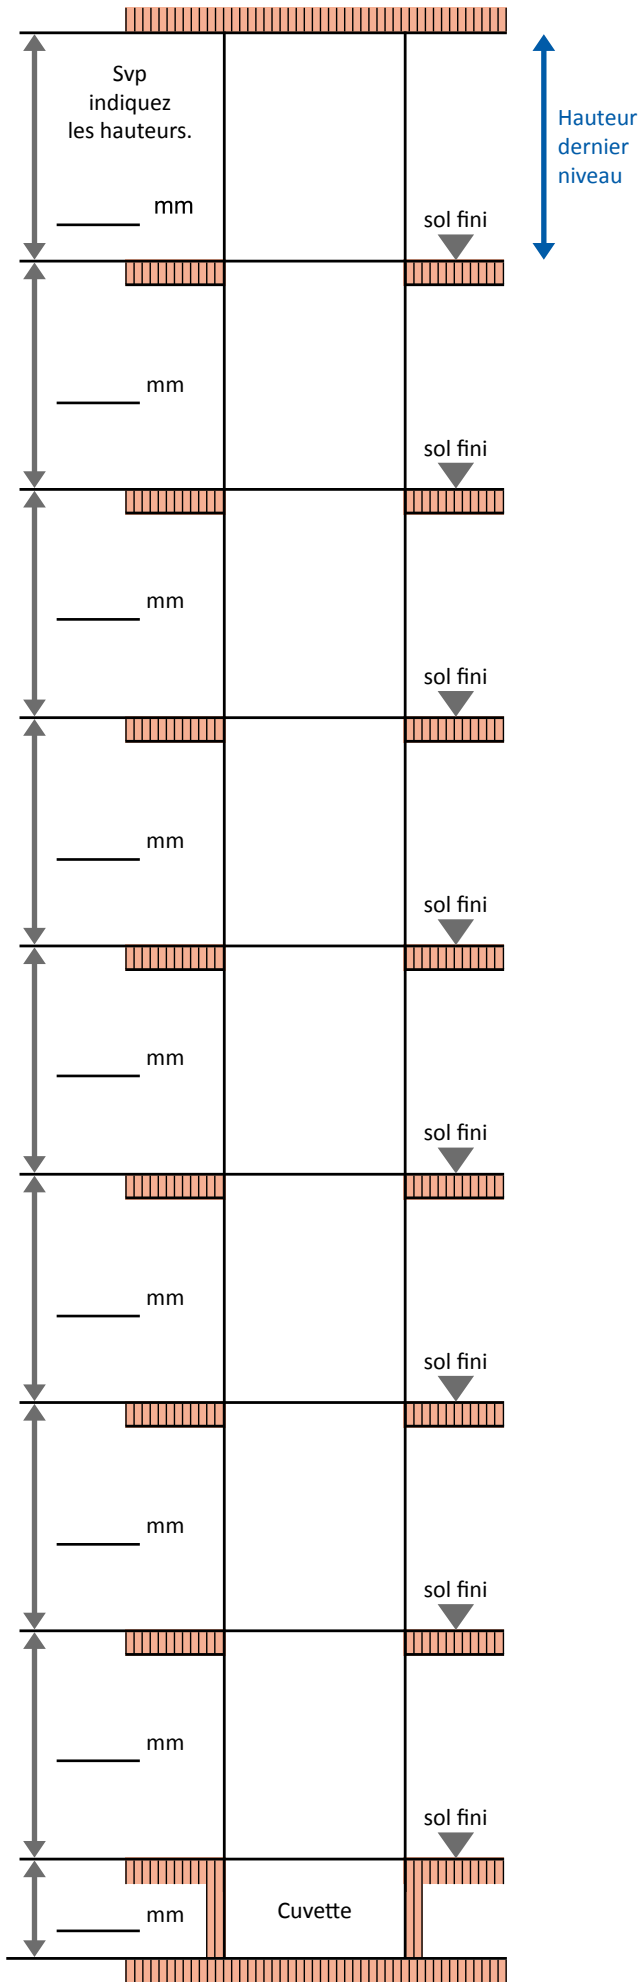 Svp
indiquez
les hauteurs.
Hauteur
dernier
niveau
mm
sol fini
mm
sol fini
mm
sol fini
mm
sol fini
mm
sol fini
mm
sol fini
mm
sol fini
mm
sol fini
mm
Cuvette